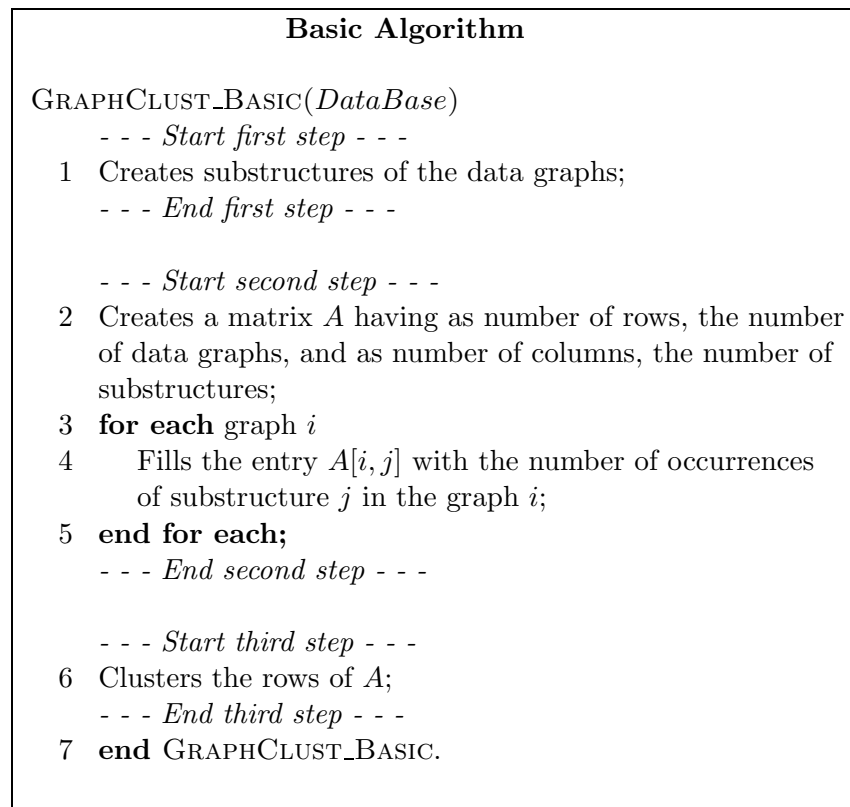 Basic Algorithm
GRAPHCLUST_BASIC(DataBase)
- - - Start first step - - -
1 Creates substructures of the data graphs;
- - - End first step - - -
- - - Start second step - - -
2 Creates a matrix A having as number of rows, the number
of data graphs, and as number of columns, the number of
substructures;
3 for each graph i
4 Fills the entry A[i, j] with the number of occurrences
of substructure j in the graph i;
5 end for each;
- - - End second step - - -
- - - Start third step - - -
6 Clusters the rows of A;
- - - End third step - - -
7 end GRAPHCLUST_BASIC.